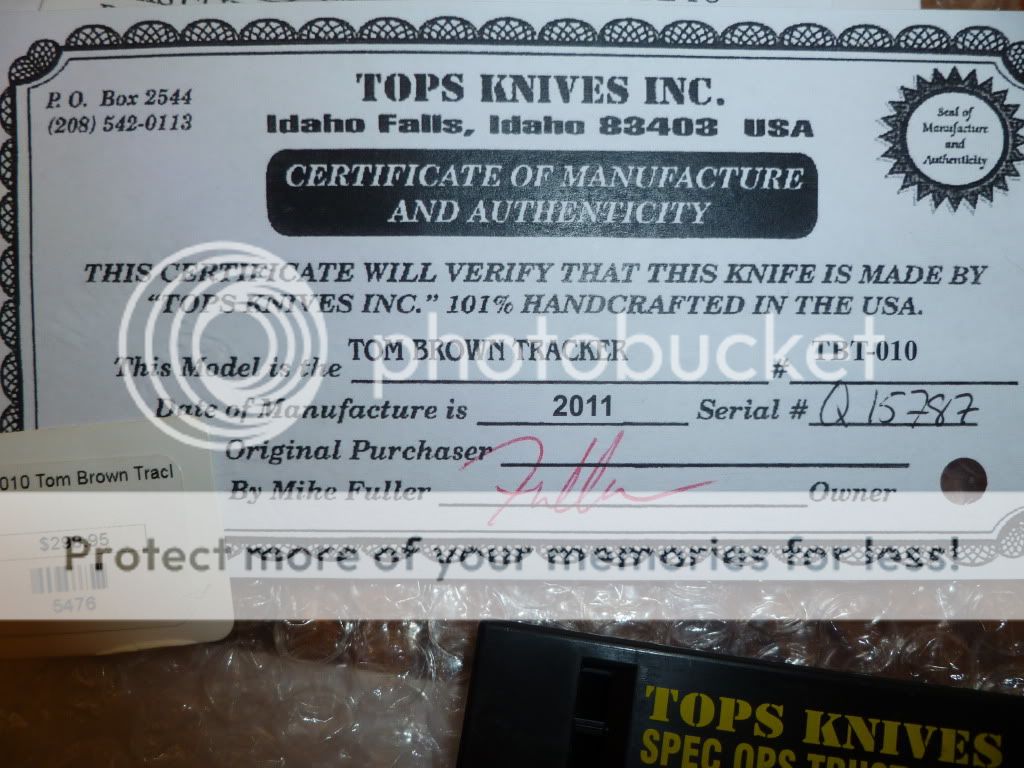 TOPS KNIVES INC.
P. O. Box 2544
(208) 542-0113
Idaho Falls, Idaho 83403 USA
Seal of
Manufacture
and
Authenticity
CERTIFICATE OF MANUFACTURE
AND AUTHENTICITY
THIS CERTIFICATE WILL VERIFY THAT THIS KNIFE IS MADE BY
“TOPS KNIVES INC.” 101% HANDCRAFTED IN THE USA.
photobucket
This Model is the TOM BROWN TRACKER # TBT-010
Date of Manufacture is 2011 Serial # Q 15787
Original Purchaser
By Mike Fuller Fuller Owner
010 Tom Brown Tracl
5476
Protect more of your memories for less!
TOPS KNIVES
SPEC OPS